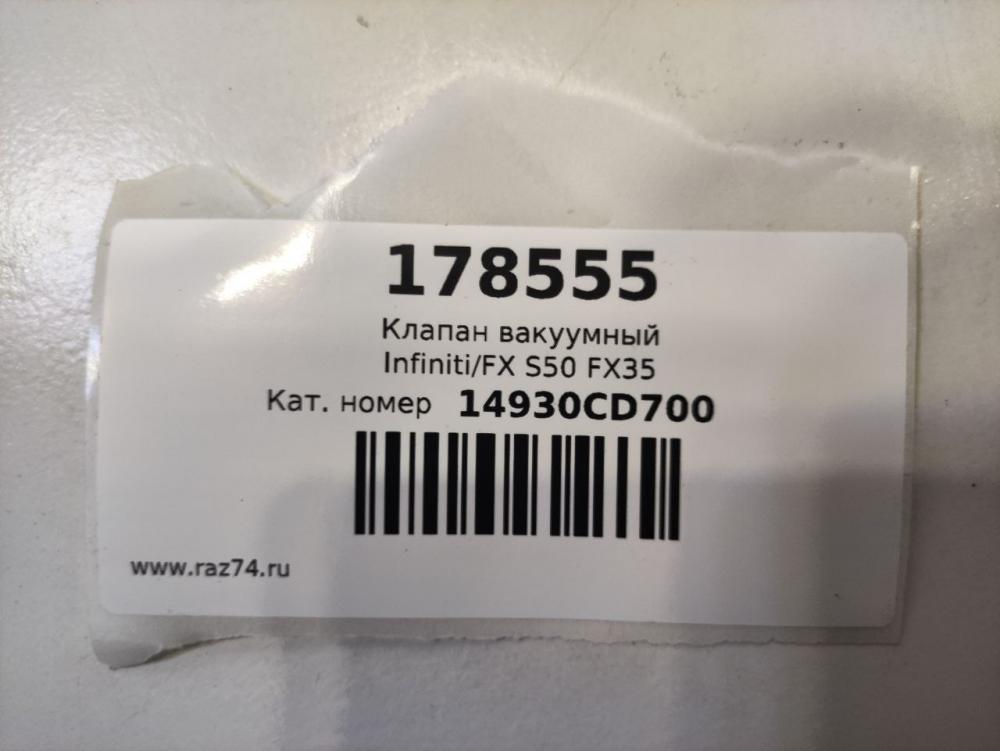 178555
Клапан вакуумный
Infiniti/FX S50 FX35
Кат. номер 14930CD700
www.raz74.ru